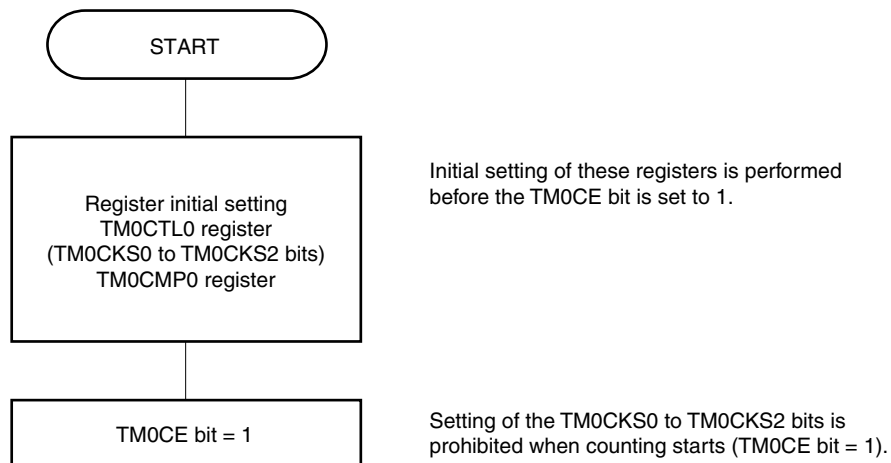 START
Register initial setting
TM0CTL0 register
(TM0CKS0 to TM0CKS2 bits)
TM0CMP0 register
Initial setting of these registers is performed
before the TM0CE bit is set to 1.
TM0CE bit = 1
Setting of the TM0CKS0 to TM0CKS2 bits is
prohibited when counting starts (TM0CE bit = 1).